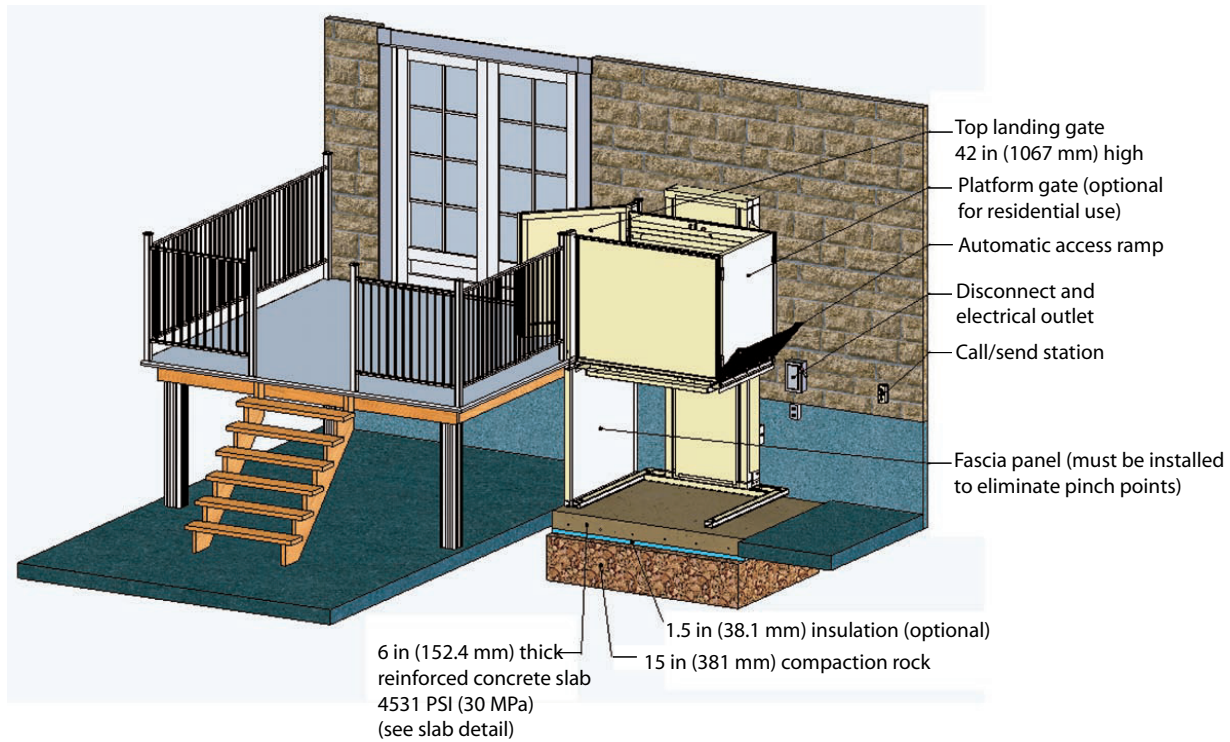 Top landing gate
42 in (1067 mm) high
Platform gate (optional
for residential use)
Automatic access ramp
Disconnect and
electrical outlet
Call/send station
Fascia panel (must be installed
to eliminate pinch points)
1.5 in (38.1 mm) insulation (optional)
15 in (381 mm) compaction rock
6 in (152.4 mm) thick
reinforced concrete slab
4531 PSI (30 MPa)
(see slab detail)